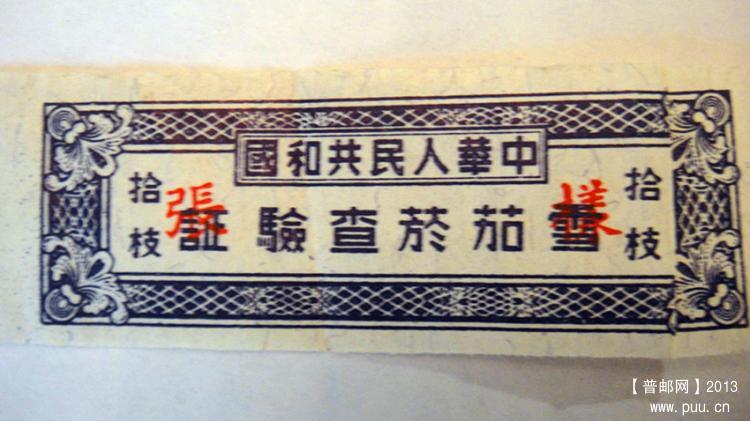 中華人民共和國
雪茄菸查驗証
拾枝
拾枝
樣張
【普邮网】2013
www.puu.cn